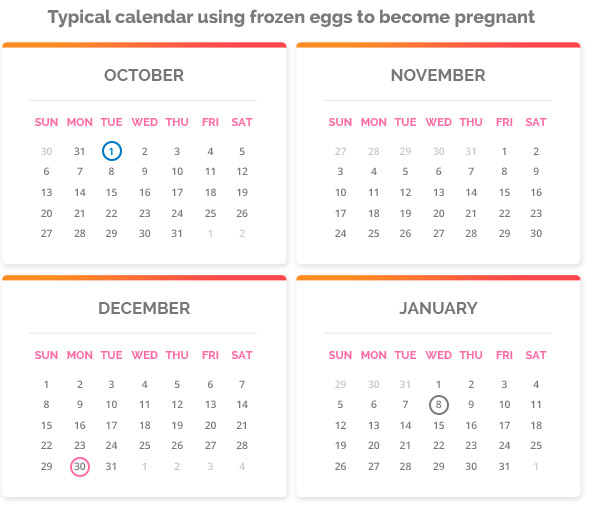 Typical calendar using frozen eggs to become pregnant
OCTOBER
SUN MON TUE WED THU FRI SAT
30 31 1 2 3 4 5
6 7 8 9 10 11 12
13 14 15 16 17 18 19
20 21 22 23 24 25 26
27 28 29 30 31 1 2
NOVEMBER
SUN MON TUE WED THU FRI SAT
27 28 29 30 31 1 2
3 4 5 6 7 8 9
10 11 12 13 14 15 16
17 18 19 20 21 22 23
24 25 26 27 28 29 30
DECEMBER
SUN MON TUE WED THU FRI SAT
1 2 3 4 5 6 7
8 9 10 11 12 13 14
15 16 17 18 19 20 21
22 23 24 25 26 27 28
29 30 31 1 2 3 4
JANUARY
SUN MON TUE WED THU FRI SAT
29 30 31 1 2 3 4
5 6 7 8 9 10 11
12 13 14 15 16 17 18
19 20 21 22 23 24 25
26 27 28 29 30 31 1